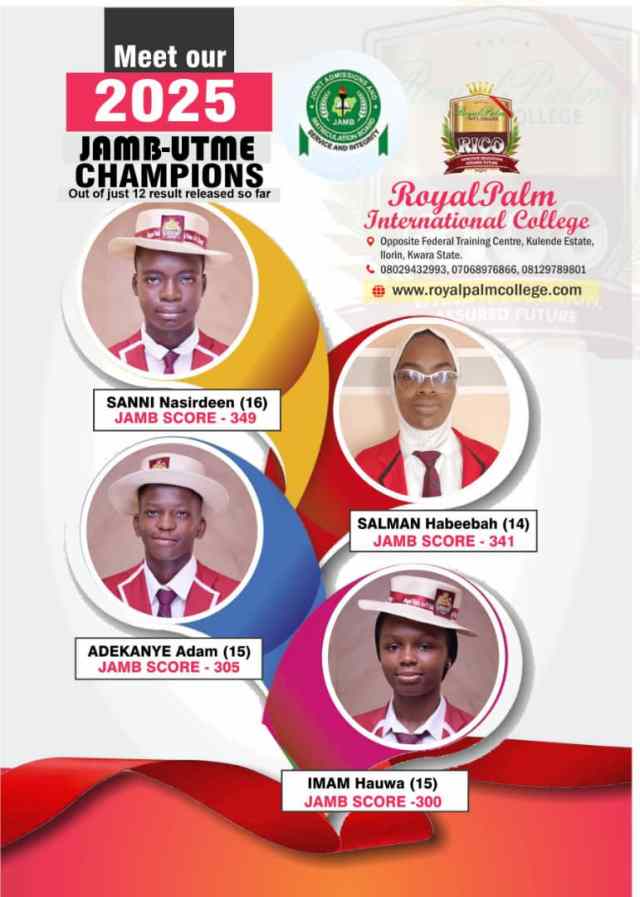 Meet our
2025
JAMB-UTME
CHAMPIONS
Out of just 12 result released so far
JOINT ADMISSIONS AND
MATRICULATION BOARD
JAMB
SERVICE AND INTEGRITY
RoyalPalm
RICO
RoyalPalm
International College
Opposite Federal Training Centre, Kulende Estate,
Ilorin, Kwara State.
08029432993, 07068976866, 08129789801
www.royalpalmcollege.com
ASSURED FUTURE
SANNI Nasirdeen (16)
JAMB SCORE - 349
SALMAN Habeebah (14)
JAMB SCORE - 341
ADEKANYE Adam (15)
JAMB SCORE - 305
IMAM Hauwa (15)
JAMB SCORE -300